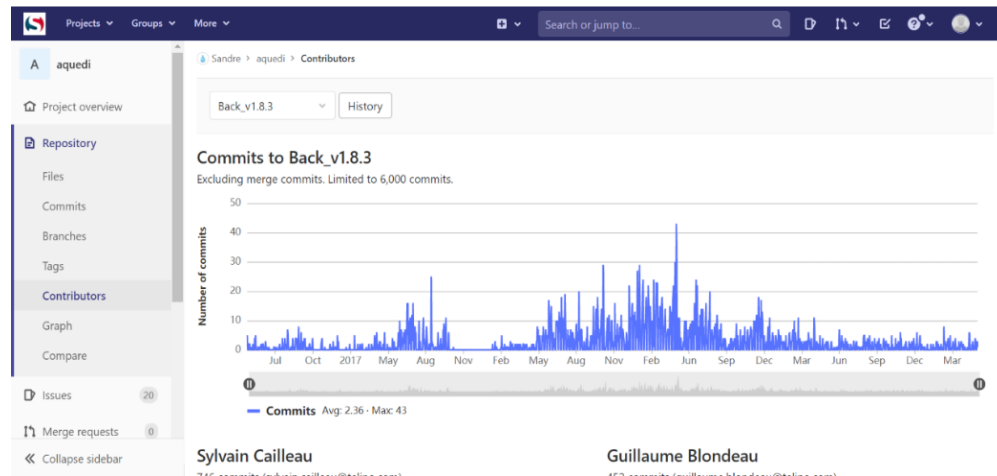 Projects Groups More Search or jump to...
A aquedi
Sandre > aquedi > Contributors
Project overview
Back_v1.8.3 History
Repository
Files
Commits
Branches
Tags
Contributors
Graph
Compare
Issues 20
Merge requests 0
Collapse sidebar
Commits to Back_v1.8.3
Excluding merge commits. Limited to 6,000 commits.
Number of commits
50
40
30
20
10
0
Jul Oct 2017 May Aug Nov Feb May Aug Nov Feb Jun Sep Dec Mar Jun Sep Dec Mar
Commits Avg: 2.36 · Max: 43
Sylvain Cailleau Guillaume Blondeau